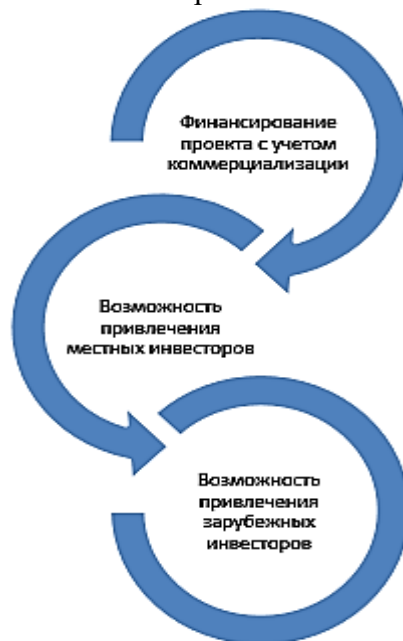 Финансирование
проекта с учетом
коммерциализации
Возможность
привлечения
местных инвесторов
Возможность
привлечения
зарубежных
инвесторов